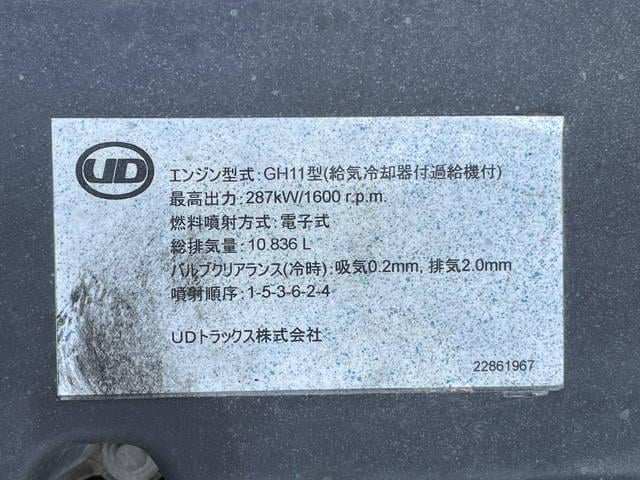 UD
エンジン型式:GH11型(給気冷却器付過給機付)
最高出力:287kW/1600 r.p.m.
燃料噴射方式:電子式
総排気量:10.836 L
バルブクリアランス(冷時):吸気0.2mm, 排気2.0mm
噴射順序:1-5-3-6-2-4
UDトラックス株式会社
22861967